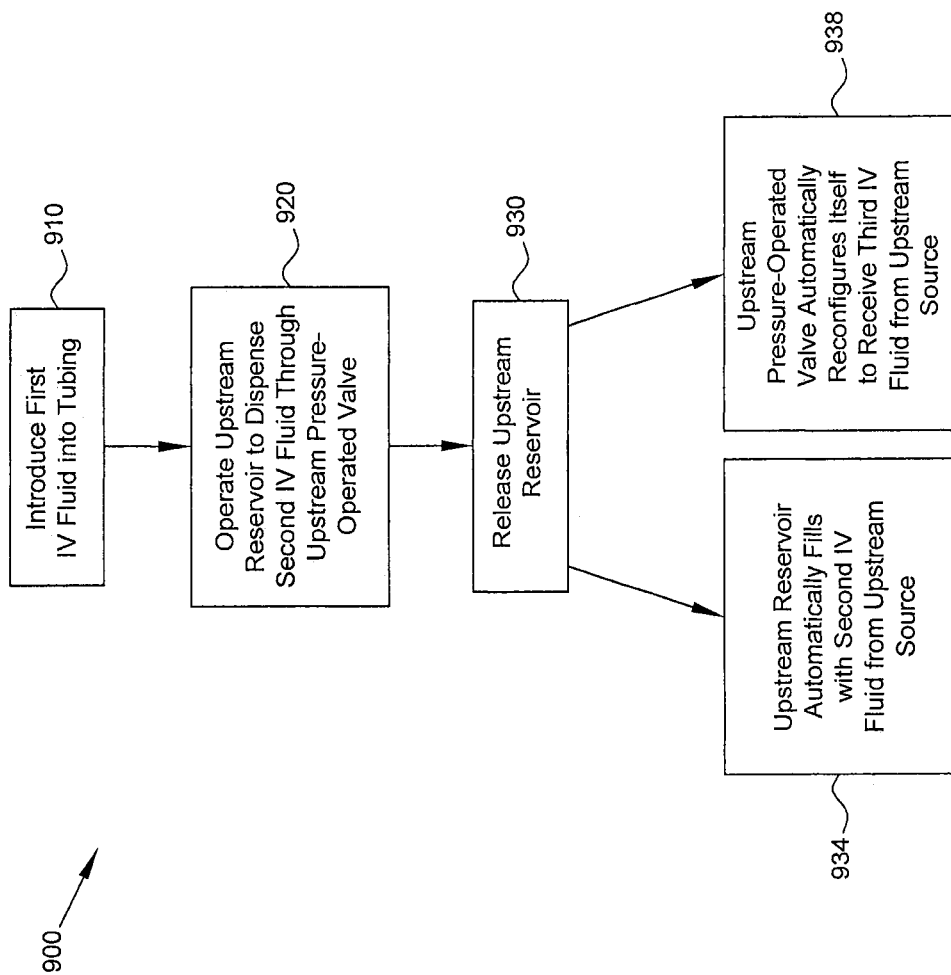 900
910
Introduce First
IV Fluid into Tubing
920
Operate Upstream
Reservoir to Dispense
Second IV Fluid Through
Upstream Pressure-
Operated Valve
930
Release Upstream
Reservoir
934
Upstream Reservoir
Automatically Fills
with Second IV
Fluid from Upstream
Source
938
Upstream
Pressure-Operated
Valve Automatically
Reconfigures Itself
to Receive Third IV
Fluid from Upstream
Source